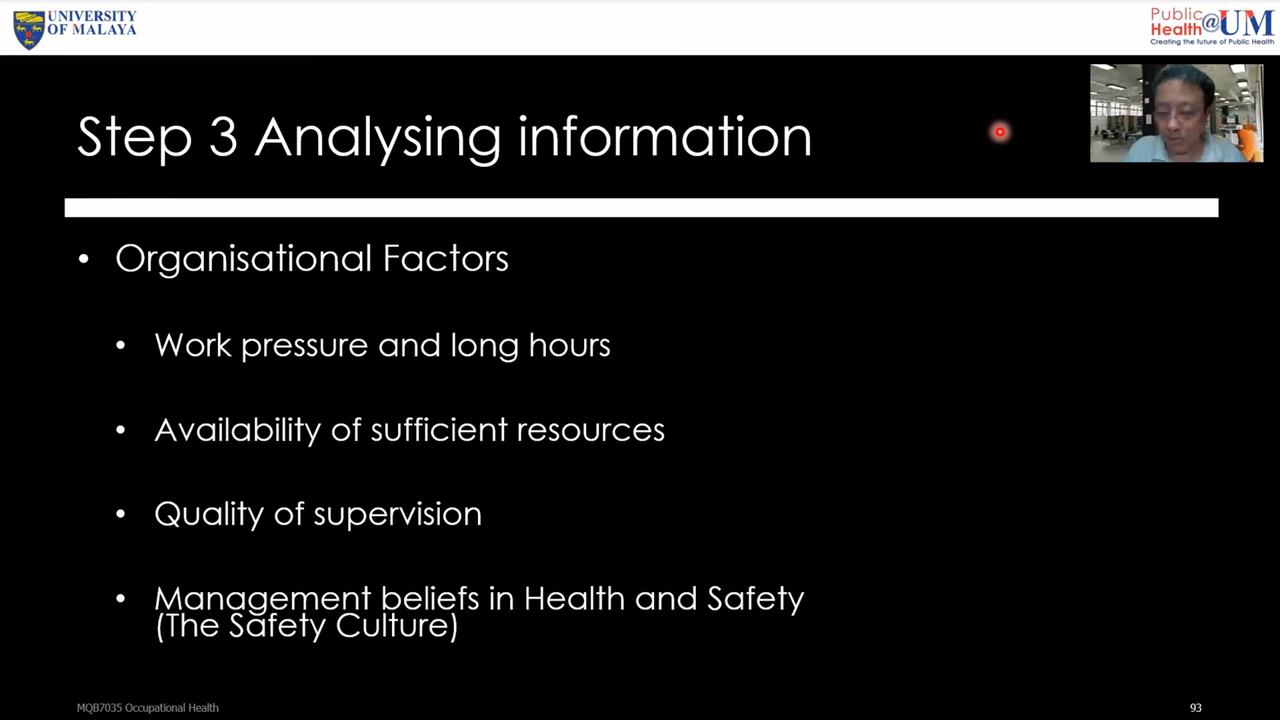 UNIVERSITY
OF MALAYA
Public
Health@UM
Creating the future of Public Health
Step 3 Analysing information
• Organisational Factors
• Work pressure and long hours
• Availability of sufficient resources
• Quality of supervision
• Management beliefs in Health and Safety
(The Safety Culture)
MQB7035 Occupational Health
93